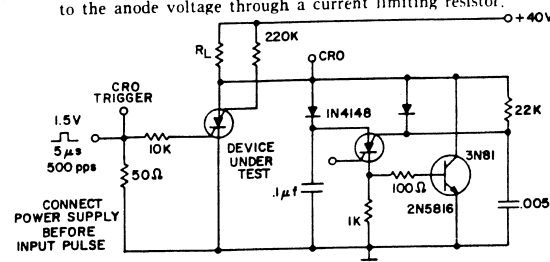 to the anode voltage through a current limiting resistor.
+40V
220K
RL
CRO
CRO
TRIGGER
1N4148
22K
1.5V
5μs
500 pps
10K
DEVICE
UNDER
TEST
3N81
50Ω
.1μf
100Ω
2N5816
.005
1K
CONNECT
POWER SUPPLY
BEFORE
INPUT PULSE